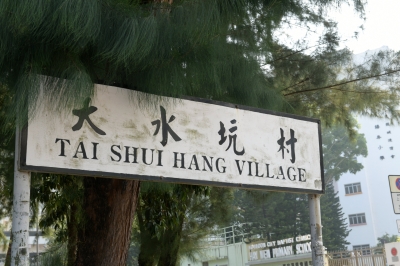 大水坑村
TAI SHUI HANG VILLAGE